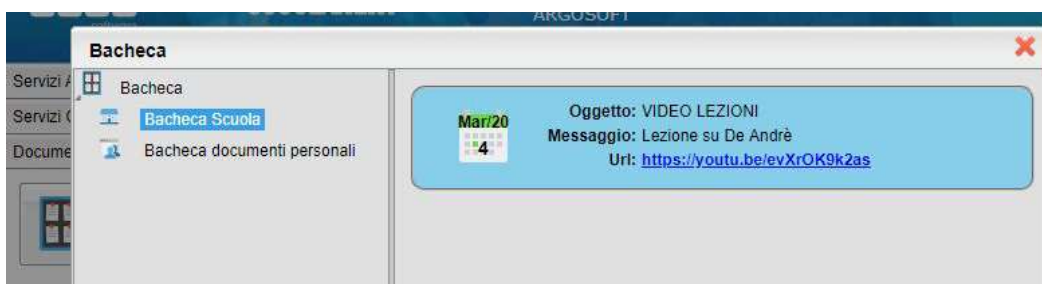 ARGOSOFT
Bacheca
Servizi
Servizi
Docume
Bacheca
Bacheca Scuola
Bacheca documenti personali
Mar/20
4
Oggetto: VIDEO LEZIONI
Messaggio: Lezione su De Andrè
Url: https://youtu.be/evXrOK9k2as